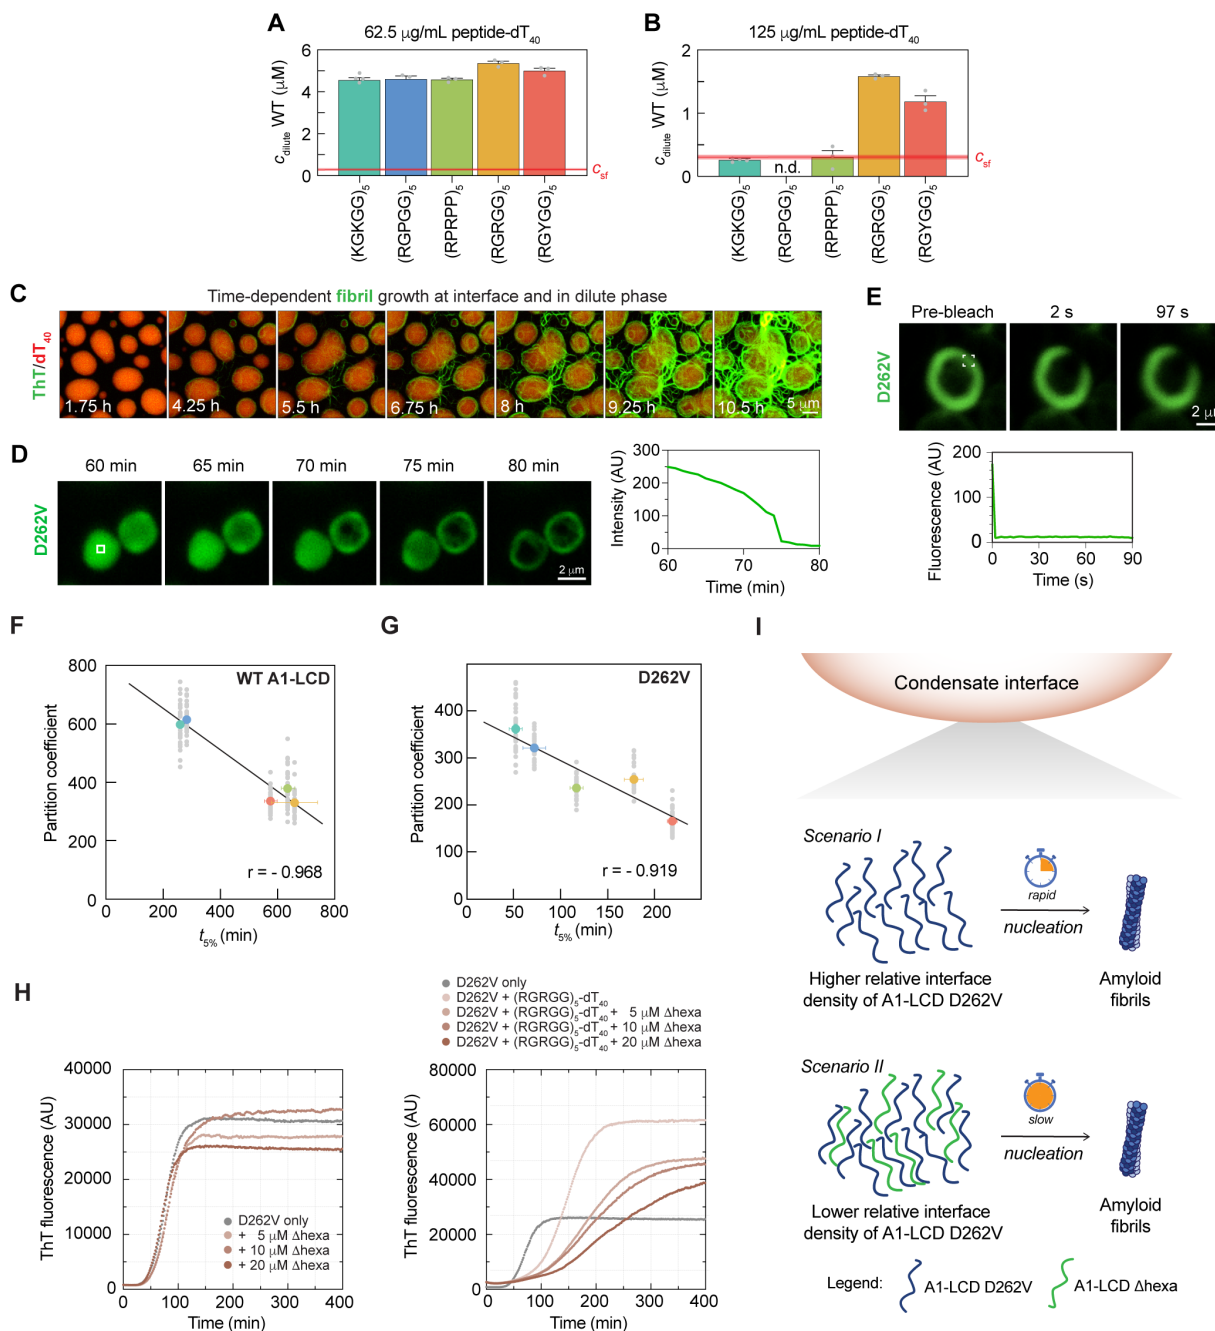 A
62.5 μg/mL peptide-dT40
c dilute WT (μM)
6
4
2
0
csf
(KGKGG)5
(RGPGG)5
(RPRPP)5
(RGRGG)5
(RGYGG)5
B
125 μg/mL peptide-dT40
c dilute WT (μM)
2
1
0
n.d.
csf
(KGKGG)5
(RGPGG)5
(RPRPP)5
(RGRGG)5
(RGYGG)5
C
Time-dependent fibril growth at interface and in dilute phase
ThT/dT40
1.75 h
4.25 h
5.5 h
6.75 h
8 h
9.25 h
10.5 h
5 μm
E
Pre-bleach
2 s
97 s
D262V
2 μm
Fluorescence (AU)
200
100
0
0
30
60
90
Time (s)
D
60 min
65 min
70 min
75 min
80 min
D262V
2 μm
Intensity (AU)
300
200
100
0
60
70
80
Time (min)
F
WT A1-LCD
Partition coefficient
800
600
400
200
0
r = - 0.968
0
200
400
600
800
t5% (min)
G
D262V
Partition coefficient
400
300
200
100
0
r = - 0.919
0
50
100
150
200
t5% (min)
H
D262V only
D262V + (RGRGG)5-dT40
D262V + (RGRGG)5-dT40 + 5 μM Δhexa
D262V + (RGRGG)5-dT40 + 10 μM Δhexa
D262V + (RGRGG)5-dT40 + 20 μM Δhexa
ThT fluorescence (AU)
40000
30000
20000
10000
0
D262V only
+ 5 μM Δhexa
+ 10 μM Δhexa
+ 20 μM Δhexa
0
100
200
300
400
Time (min)
ThT fluorescence (AU)
80000
60000
40000
20000
0
0
100
200
300
400
Time (min)
I
Condensate interface
Scenario I
rapid
nucleation
Higher relative interface
density of A1-LCD D262V
Amyloid
fibrils
Scenario II
slow
nucleation
Lower relative interface
density of A1-LCD D262V
Amyloid
fibrils
Legend:
A1-LCD D262V
A1-LCD Δhexa